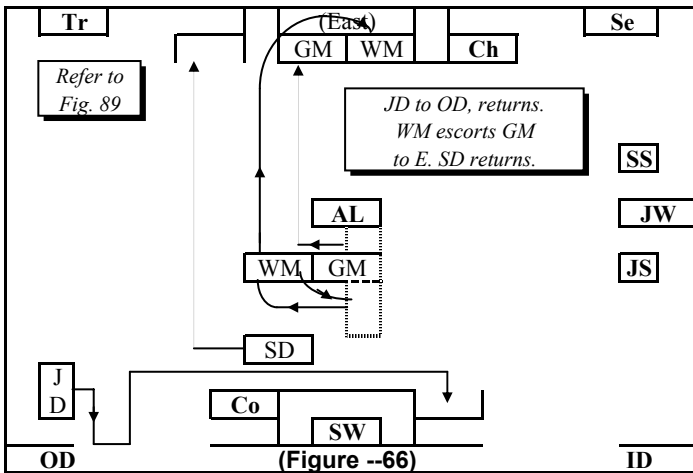 Tr
(East)
Se
GM WM Ch
Refer to
Fig. 89
JD to OD, returns.
WM escorts GM
to E. SD returns.
SS
AL
JW
WM GM
JS
SD
J
D
Co
SW
OD
(Figure --66)
ID